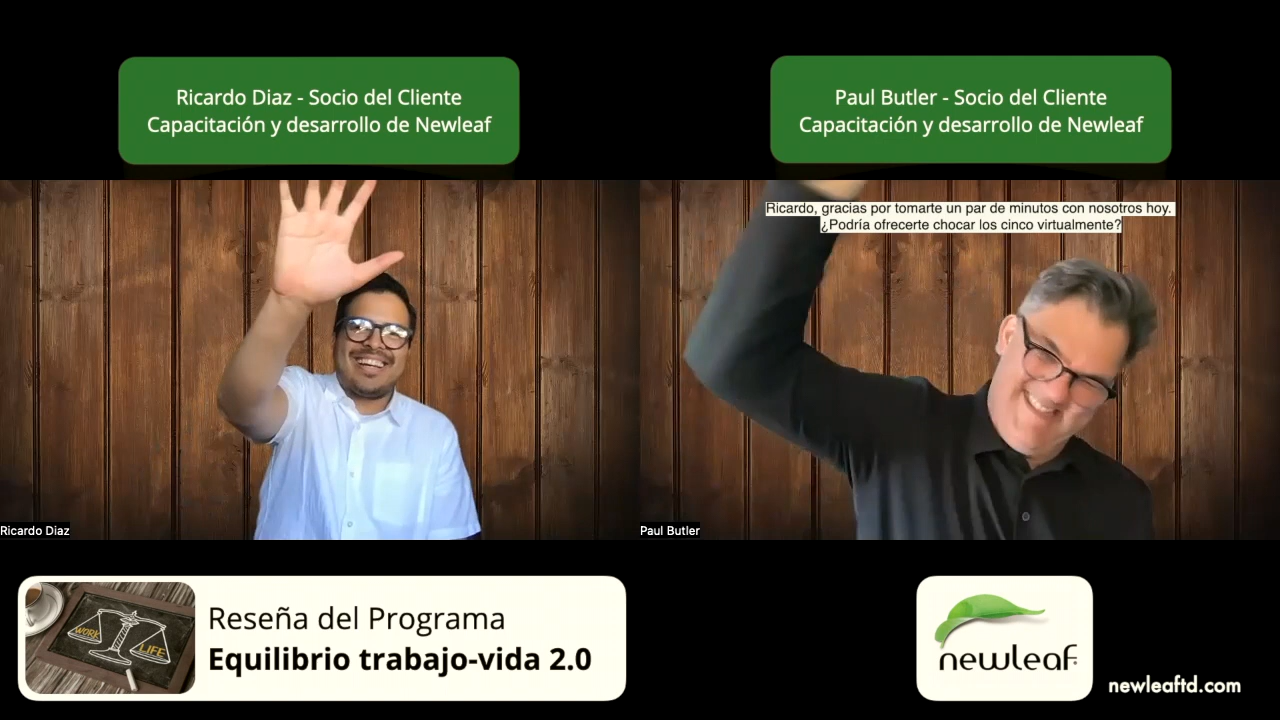 Ricardo Diaz - Socio del Cliente
Capacitación y desarrollo de Newleaf
Paul Butler - Socio del Cliente
Capacitación y desarrollo de Newleaf
Ricardo, gracias por tomarte un par de minutos con nosotros hoy.
¿Podría ofrecerte chocar los cinco virtualmente?
Ricardo Diaz
Paul Butler
WORK
LIFE
Reseña del Programa
Equilibrio trabajo-vida 2.0
newleaf
newleaftd.com